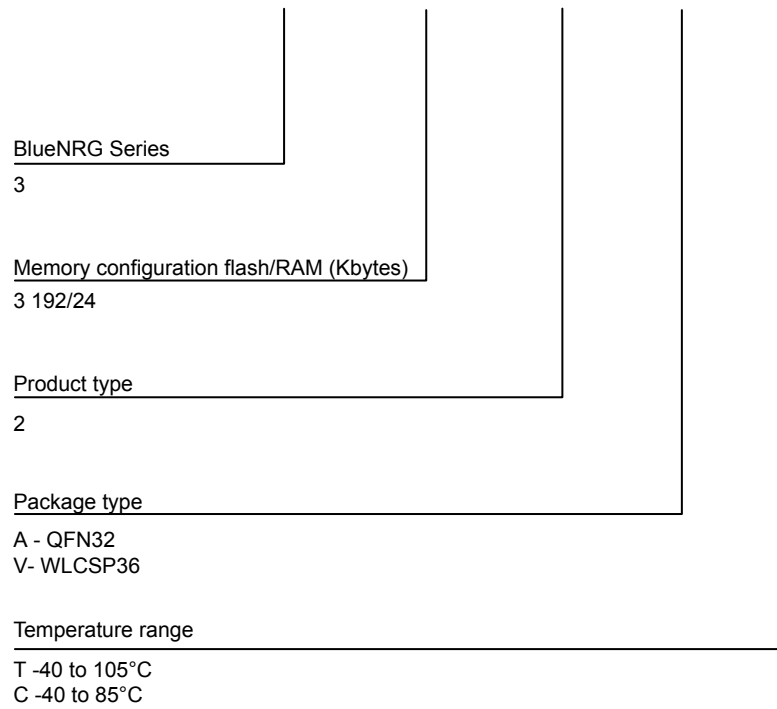 BlueNRG Series
3
Memory configuration flash/RAM (Kbytes)
3 192/24
Product type
2
Package type
A - QFN32
V- WLCSP36
Temperature range
T -40 to 105°C
C -40 to 85°C